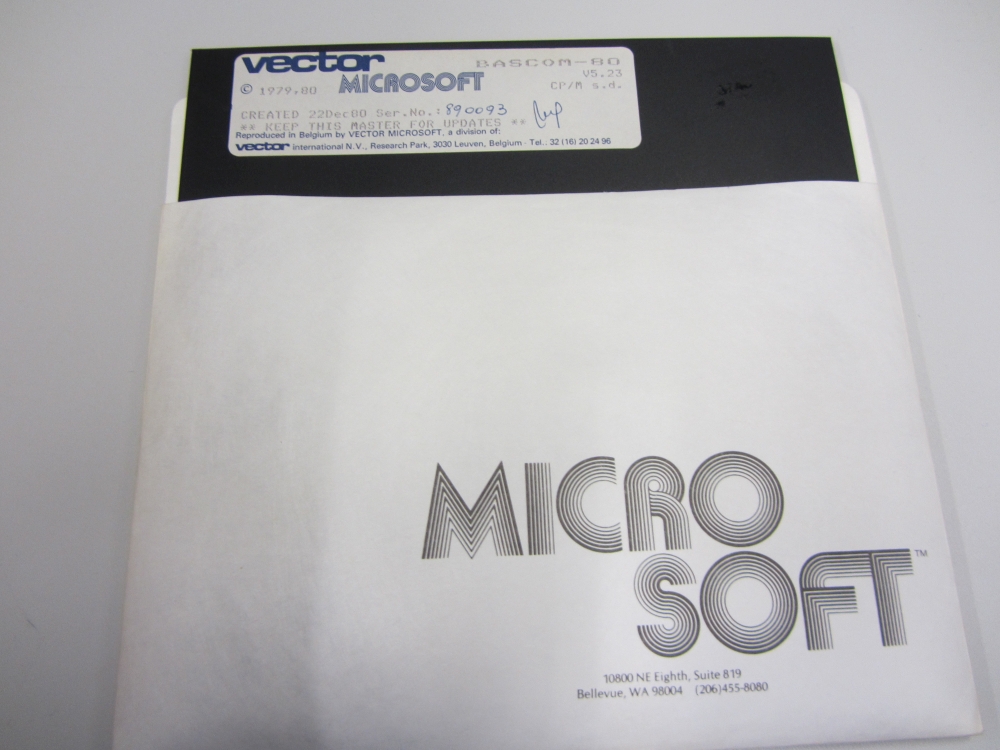 vector BASCOM-80
© 1979,80 MICROSOFT V5.23
CP/M s.d.
CREATED 22Dec80 Ser.No.: 890093
** KEEP THIS MASTER FOR UPDATES **
Reproduced in Belgium by VECTOR MICROSOFT, a division of:
vector international N.V., Research Park, 3030 Leuven, Belgium - Tel.: 32 (16) 20 24 96
MICRO
SOFT™
10800 NE Eighth, Suite 819
Bellevue, WA 98004 (206)455-8080